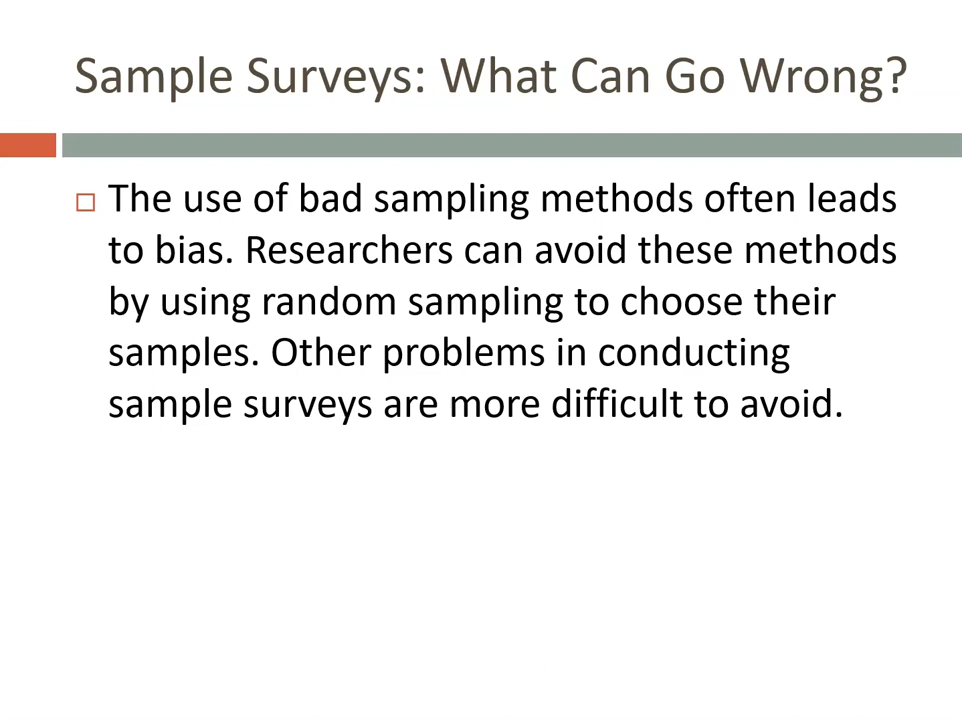 Sample Surveys: What Can Go Wrong?
The use of bad sampling methods often leads
to bias. Researchers can avoid these methods
by using random sampling to choose their
samples. Other problems in conducting
sample surveys are more difficult to avoid.